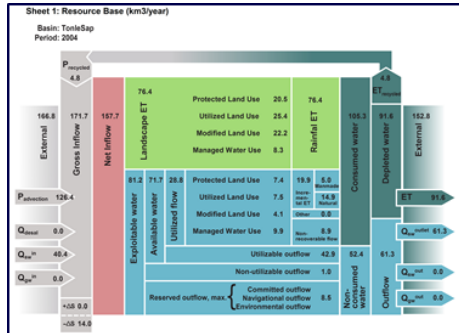 Sheet 1: Resource Base (km3/year)
Basin: TonleSap
Period: 2004
P recycled
4.8
4.8
ET recycled
166.8
External
171.7
Gross Inflow
157.7
Net Inflow
76.4
Landscape ET
Protected Land Use 20.5
Utilized Land Use 25.4
Modified Land Use 22.2
Managed Water Use 8.3
76.4
Rainfall ET
105.3
Consumed water
91.6
Depleted water
152.8
External
P advection 126.4
Q desal 0.0
Q sw in 40.4
Q gw in 0.0
+ΔS 0.0
-ΔS 14.0
81.2
Exploitable water
71.7
Available water
28.8
Utilized flow
Protected Land Use 7.4
Utilized Land Use 7.5
Modified Land Use 4.1
Managed Water Use 9.9
19.9
Incremental ET
5.0
Manmade
14.9
Natural
Other 0.0
Non-recoverable flow 8.9
Utilizable outflow 42.9
Non-utilizable outflow 1.0
Reserved outflow, max.
Committed outflow
Navigational outflow
Environmental outflow
8.5
52.4
Non-consumed water
61.3
Outflow
ET 91.6
Q sw outlet 61.3
Q sw out 0.0
Q gw out 0.0